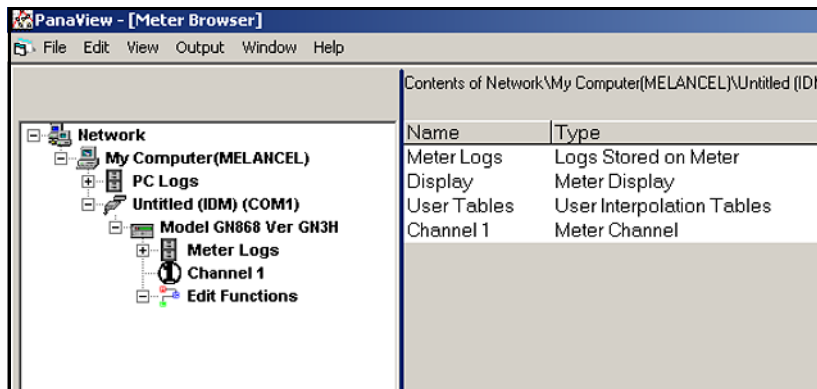 PanaView - [Meter Browser]
File Edit View Output Window Help
Contents of Network\My Computer(MELANCEL)\Untitled (IDM
Network
My Computer(MELANCEL)
PC Logs
Untitled (IDM) (COM1)
Model GN868 Ver GN3H
Meter Logs
1 Channel 1
Edit Functions
Name Type
Meter Logs Logs Stored on Meter
Display Meter Display
User Tables User Interpolation Tables
Channel 1 Meter Channel